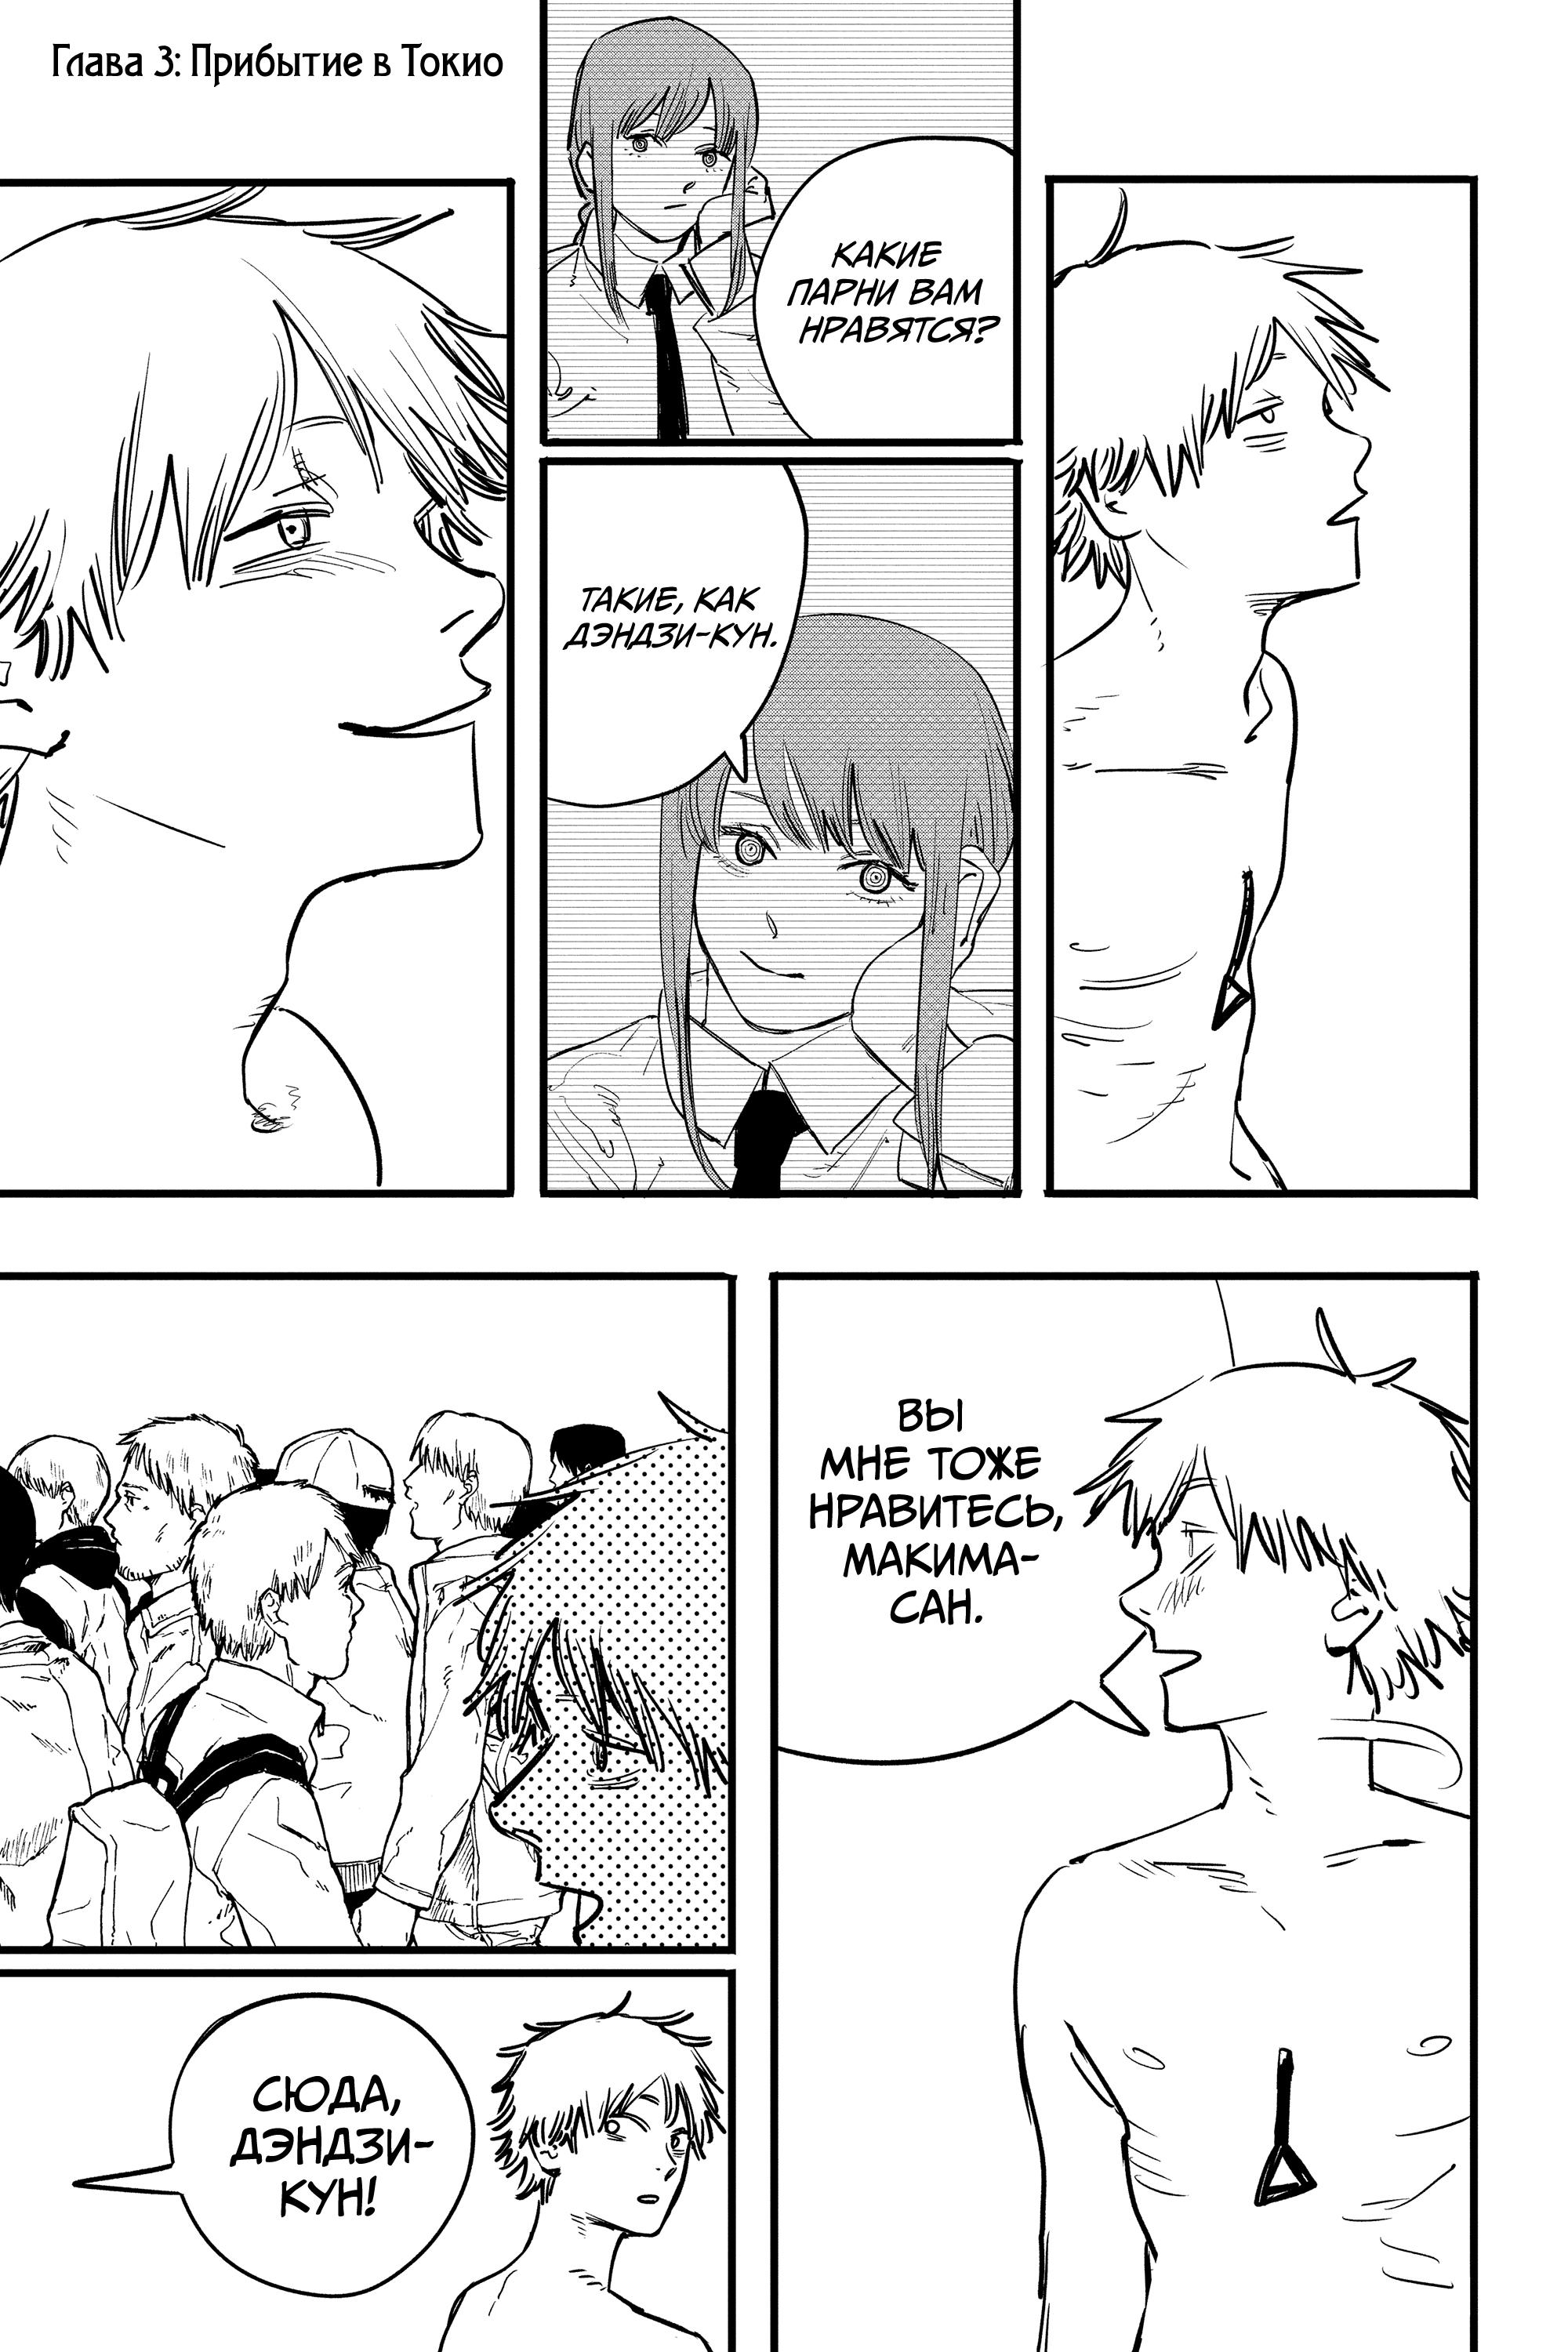 Глава 3: Прибытие в Токио
КАКИЕ
ПАРНИ ВАМ
НРАВЯТСЯ?
ТАКИЕ, КАК
ДЭНДЗИ-КУН.
ВЫ
МНЕ ТОЖЕ
НРАВИТЕСЬ,
МАКИМА-
САН.
СЮДА,
ДЭНДЗИ-
КУН!